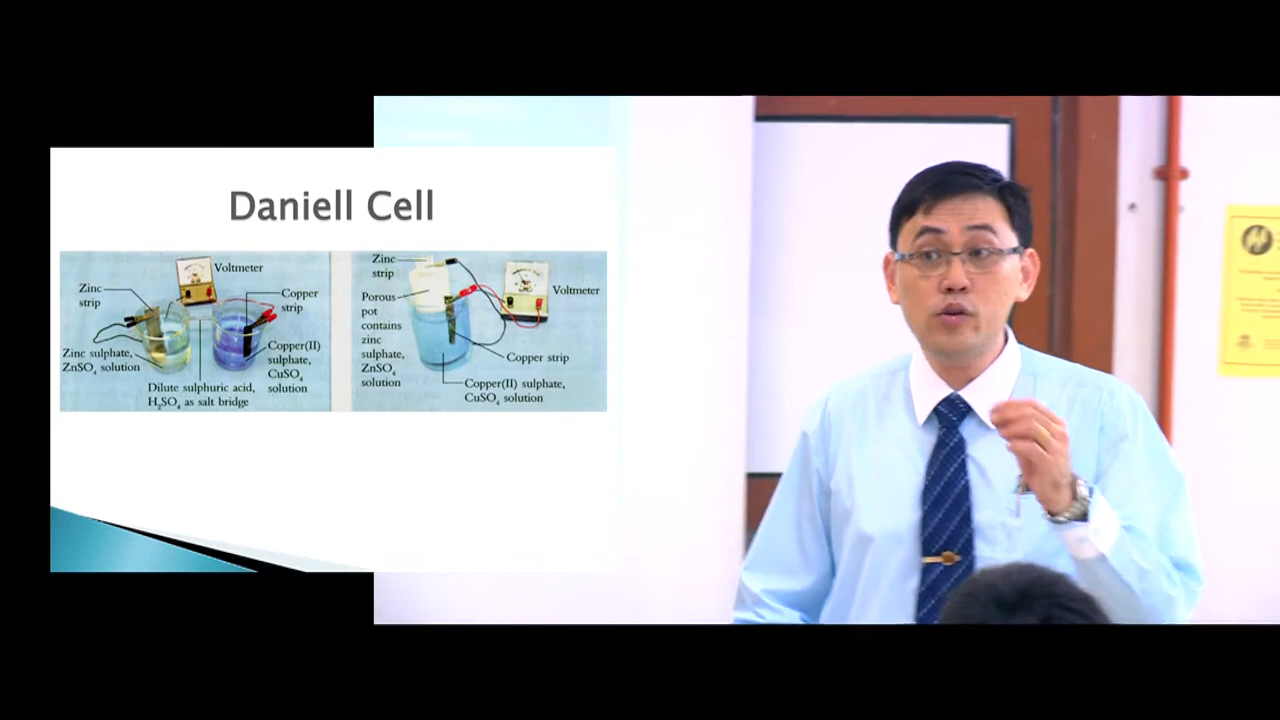 Daniell Cell
Zinc
strip
Voltmeter
Copper
strip
Zinc sulphate,
ZnSO₄ solution
Dilute sulphuric acid,
H₂SO₄ as salt bridge
Copper(II)
sulphate,
CuSO₄
solution
Zinc
strip
Porous
pot
contains
zinc
sulphate,
ZnSO₄
solution
Voltmeter
Copper strip
Copper(II) sulphate,
CuSO₄ solution